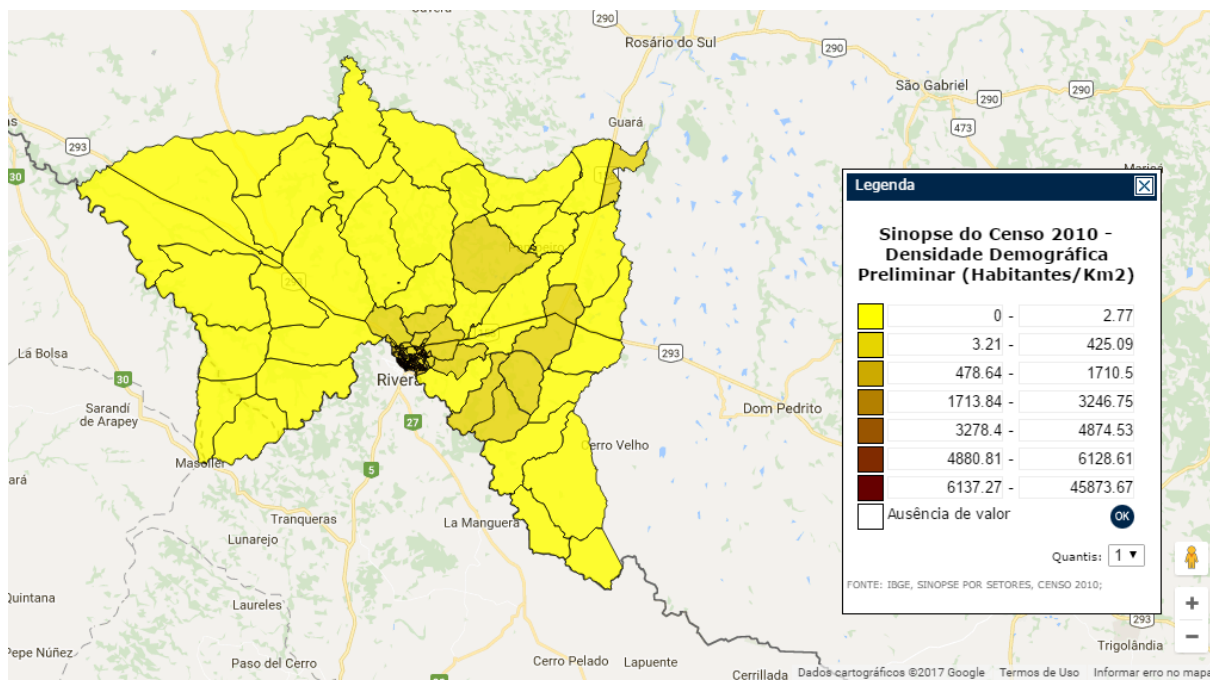 290
Rosário do Sul
290
São Gabriel
290
290
Guará
473
293
30
Legenda
Sinopse do Censo 2010 -
Densidade Demográfica
Preliminar (Habitantes/Km2)
0 - 2.77
3.21 - 425.09
478.64 - 1710.5
1713.84 - 3246.75
3278.4 - 4874.53
4880.81 - 6128.61
6137.27 - 45873.67
Ausência de valor OK
Quantis: 1
FONTE: IBGE, SINOPSE POR SETORES, CENSO 2010;
293
La Bolsa
293
30
Rivera
Sarandí
de Arapey
27
Dom Pedrito
Cerro Velho
Masoller
5
Tranqueras
La Manguera
Lunarejo
Quintana
Laureles
293
Trigolândia
Pepe Núñez
Paso del Cerro
Cerro Pelado
Lapuente
30
Cerrillada
Dados cartográficos ©2017 Google Termos de Uso Informar erro no mapa